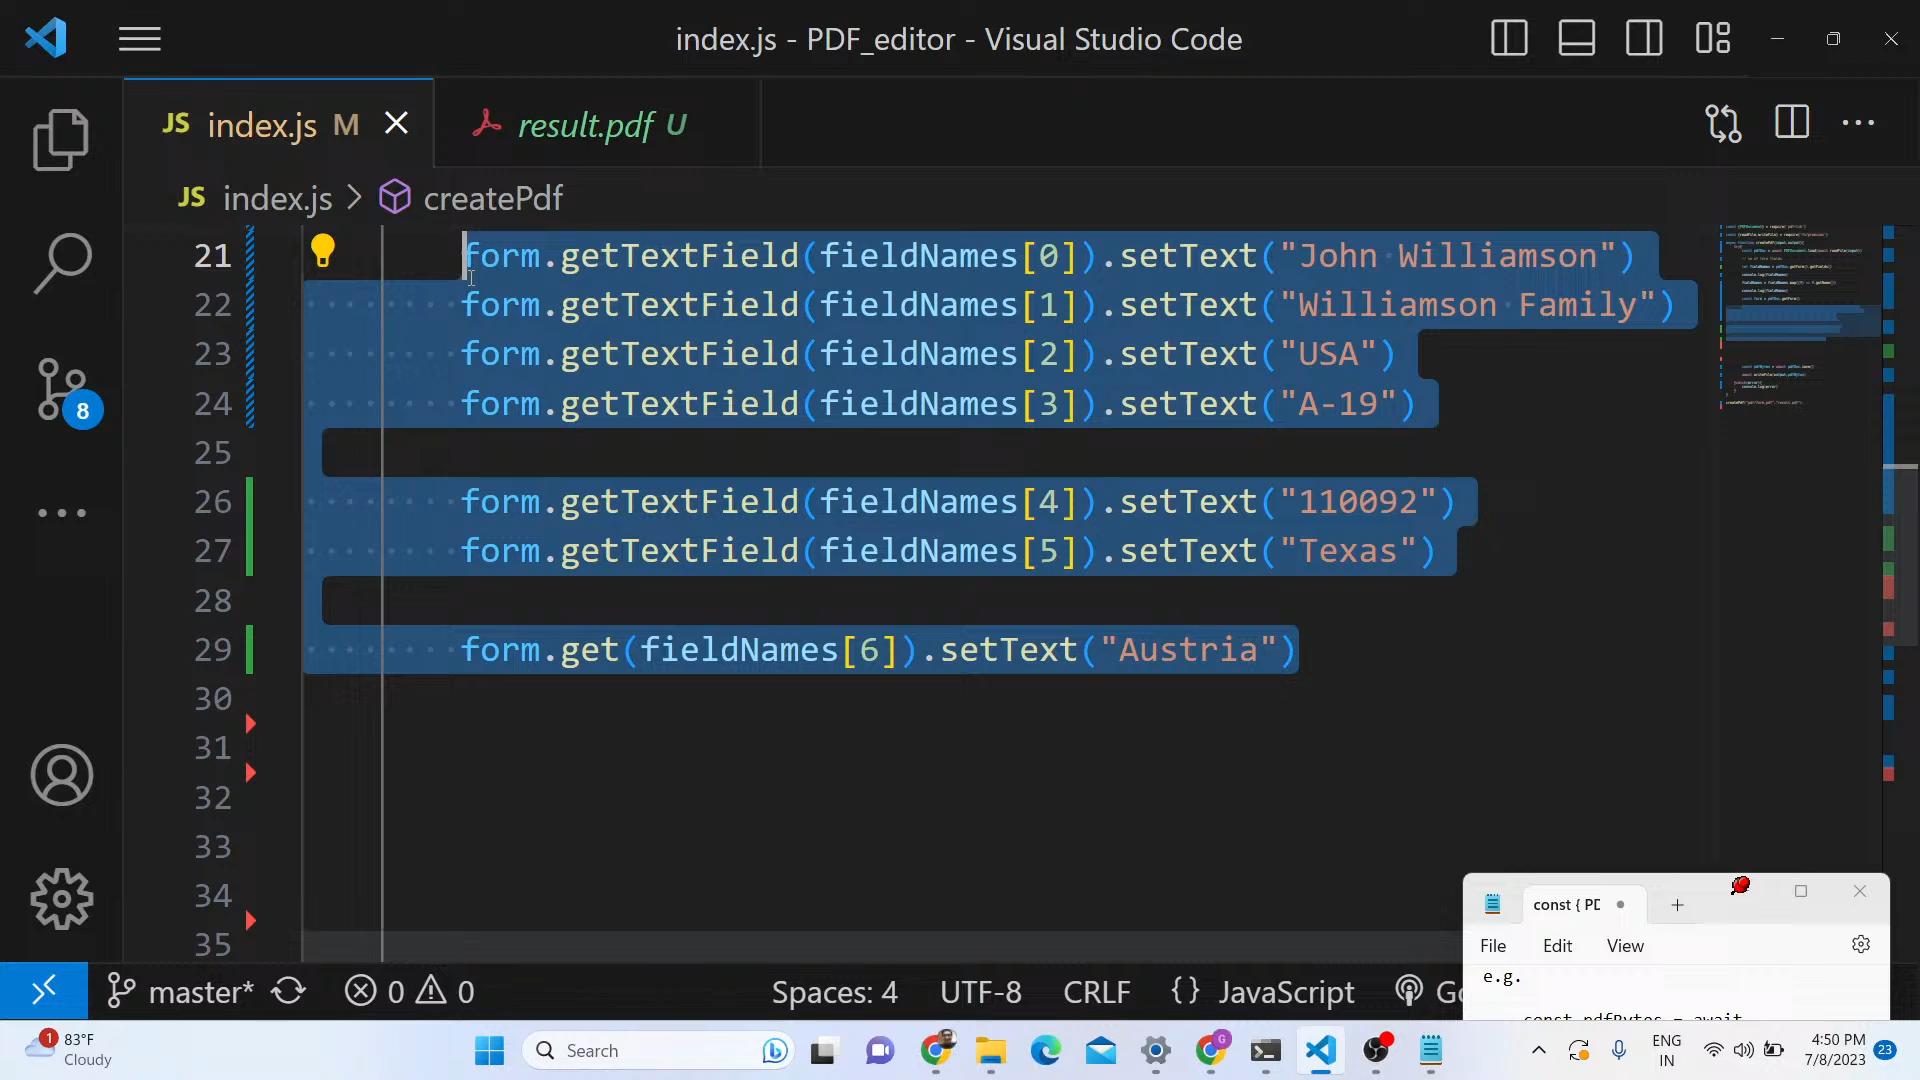 index.js - PDF_editor - Visual Studio Code
JS index.js M
result.pdf U
JS index.js > createPdf
21 form.getTextField(fieldNames[0]).setText("John Williamson")
22 form.getTextField(fieldNames[1]).setText("Williamson Family")
23 form.getTextField(fieldNames[2]).setText("USA")
24 form.getTextField(fieldNames[3]).setText("A-19")
25
26 form.getTextField(fieldNames[4]).setText("110092")
27 form.getTextField(fieldNames[5]).setText("Texas")
28
29 form.get(fieldNames[6]).setText("Austria")
30
31
32
33
34
35
8
const { PD
File Edit View
e.g.
const pdfBytes = await
master* 0 0 Spaces: 4 UTF-8 CRLF {} JavaScript Go
1 83°F
Cloudy
Search
G
ENG
IN
4:50 PM
7/8/2023
23